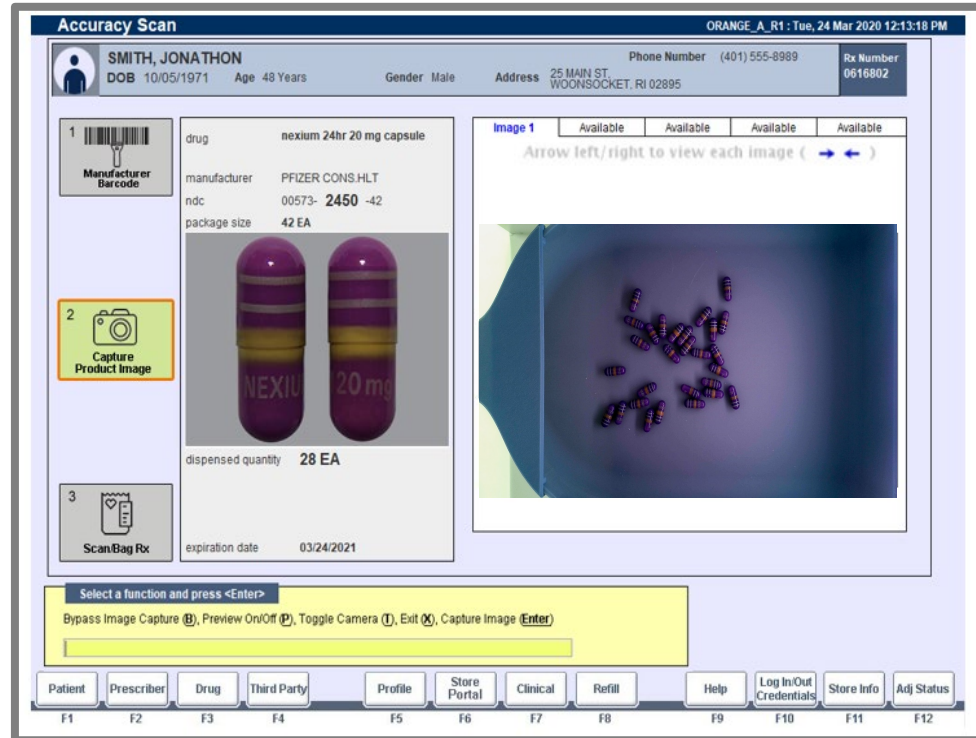 Accuracy Scan
ORANGE_A_R1 : Tue, 24 Mar 2020 12:13:18 PM
SMITH, JONATHON
Phone Number (401) 555-8989
Rx Number
0616802
DOB 10/05/1971 Age 48 Years Gender Male Address 25 MAIN ST,
WOONSOCKET, RI 02895
1
Manufacturer
Barcode
2
Capture
Product Image
3
Scan/Bag Rx
drug nexium 24hr 20 mg capsule
manufacturer PFIZER CONS.HLT
ndc 00573- 2450 -42
package size 42 EA
NEXIU 20 mg
dispensed quantity 28 EA
expiration date 03/24/2021
Image 1 Available Available Available Available
Arrow left/right to view each image ( → ← )
Select a function and press <Enter>
Bypass Image Capture (B), Preview On/Off (P), Toggle Camera (T), Exit (X), Capture Image (Enter)
Patient Prescriber Drug Third Party Profile Store Portal Clinical Refill Help Log In/Out Credentials Store Info Adj Status
F1 F2 F3 F4 F5 F6 F7 F8 F9 F10 F11 F12